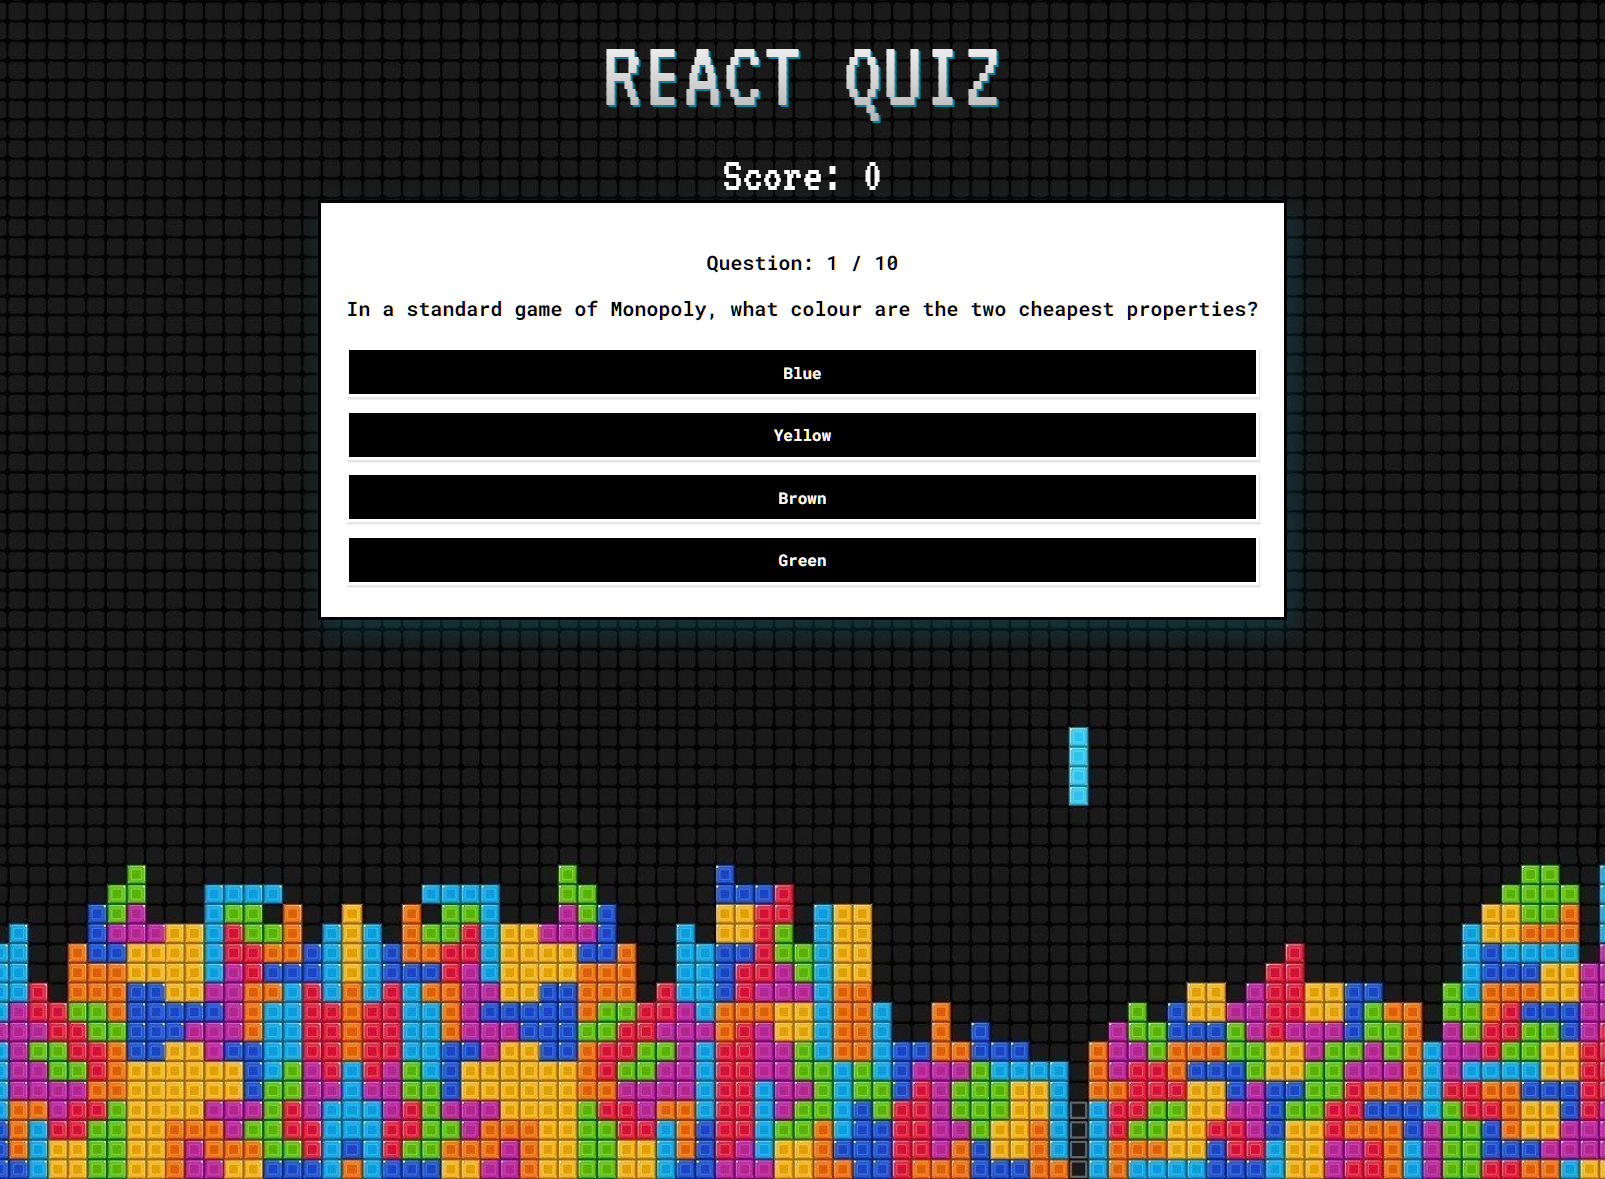 REACT QUIZ
Score: 0
Question: 1 / 10
In a standard game of Monopoly, what colour are the two cheapest properties?
Blue
Yellow
Brown
Green